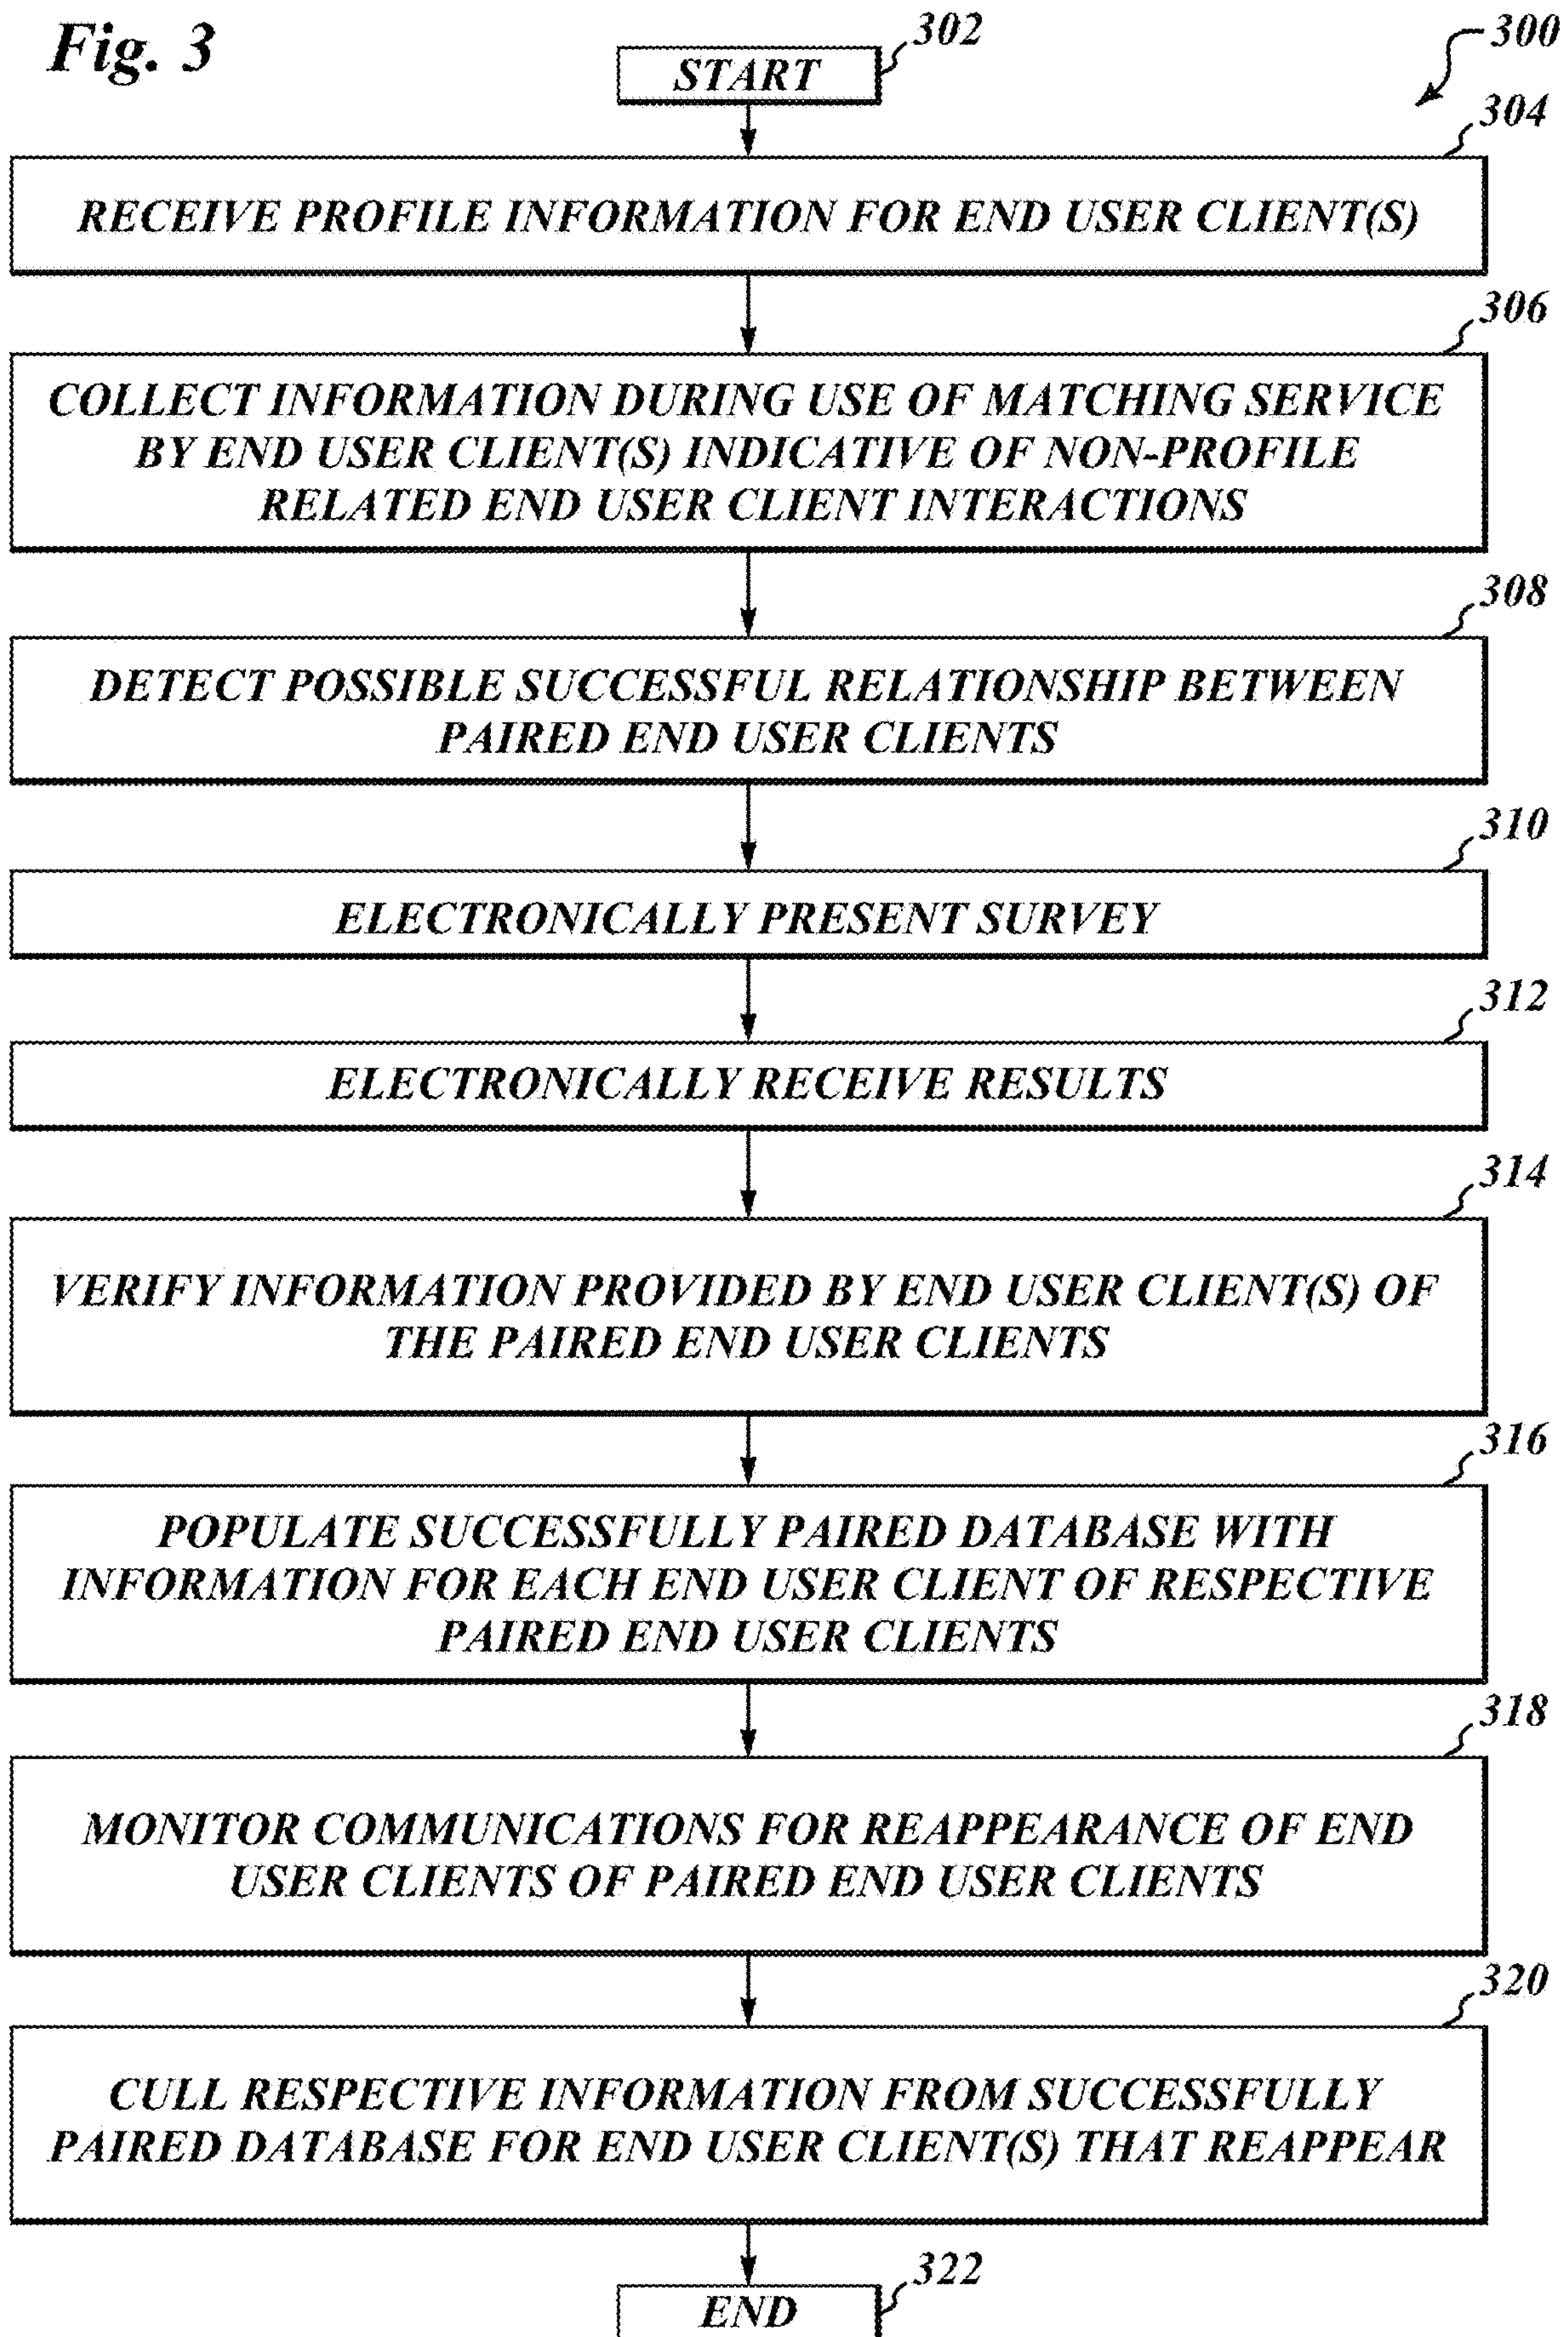 Fig. 3
302
300
START
304
RECEIVE PROFILE INFORMATION FOR END USER CLIENT(S)
306
COLLECT INFORMATION DURING USE OF MATCHING SERVICE
BY END USER CLIENT(S) INDICATIVE OF NON-PROFILE
RELATED END USER CLIENT INTERACTIONS
308
DETECT POSSIBLE SUCCESSFUL RELATIONSHIP BETWEEN
PAIRED END USER CLIENTS
310
ELECTRONICALLY PRESENT SURVEY
312
ELECTRONICALLY RECEIVE RESULTS
314
VERIFY INFORMATION PROVIDED BY END USER CLIENT(S) OF
THE PAIRED END USER CLIENTS
316
POPULATE SUCCESSFULLY PAIRED DATABASE WITH
INFORMATION FOR EACH END USER CLIENT OF RESPECTIVE
PAIRED END USER CLIENTS
318
MONITOR COMMUNICATIONS FOR REAPPEARANCE OF END
USER CLIENTS OF PAIRED END USER CLIENTS
320
CULL RESPECTIVE INFORMATION FROM SUCCESSFULLY
PAIRED DATABASE FOR END USER CLIENT(S) THAT REAPPEAR
322
END